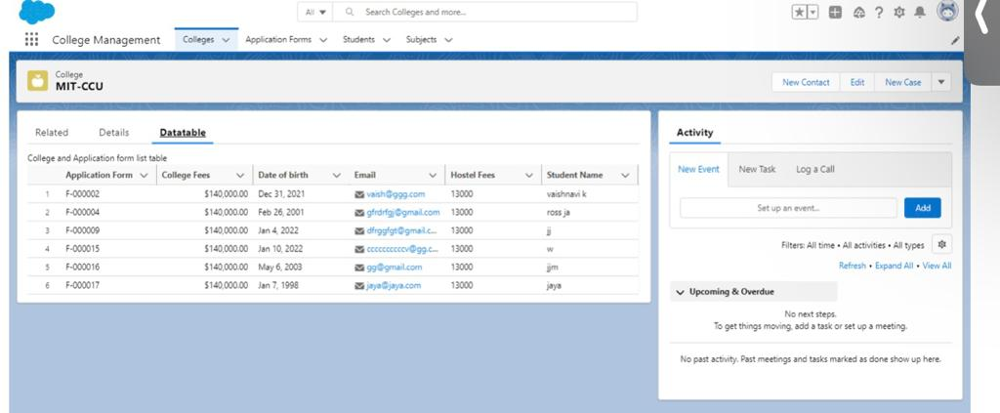 All
Search Colleges and more...
College Management Colleges Application Forms Students Subjects
College
MIT-CCU
New Contact Edit New Case
Related Details Datatable
College and Application form list table
Application Form College Fees Date of birth Email Hostel Fees Student Name
1 F-000002 $140,000.00 Dec 31, 2021 vaish@ggg.com 13000 vaishnavi k
2 F-000004 $140,000.00 Feb 26, 2001 gfrdrfgj@gmail.com 13000 ross ja
3 F-000009 $140,000.00 Jan 4, 2022 dfrggfgt@gmail.c... 13000 jj
4 F-000015 $140,000.00 Jan 10, 2022 ccccccccccv@gg.c... 13000 w
5 F-000016 $140,000.00 May 6, 2003 gg@gmail.com 13000 jjm
6 F-000017 $140,000.00 Jan 7, 1998 jaya@jaya.com 13000 jaya
Activity
New Event New Task Log a Call
Set up an event... Add
Filters: All time • All activities • All types
Refresh • Expand All • View All
Upcoming & Overdue
No next steps.
To get things moving, add a task or set up a meeting.
No past activity. Past meetings and tasks marked as done show up here.